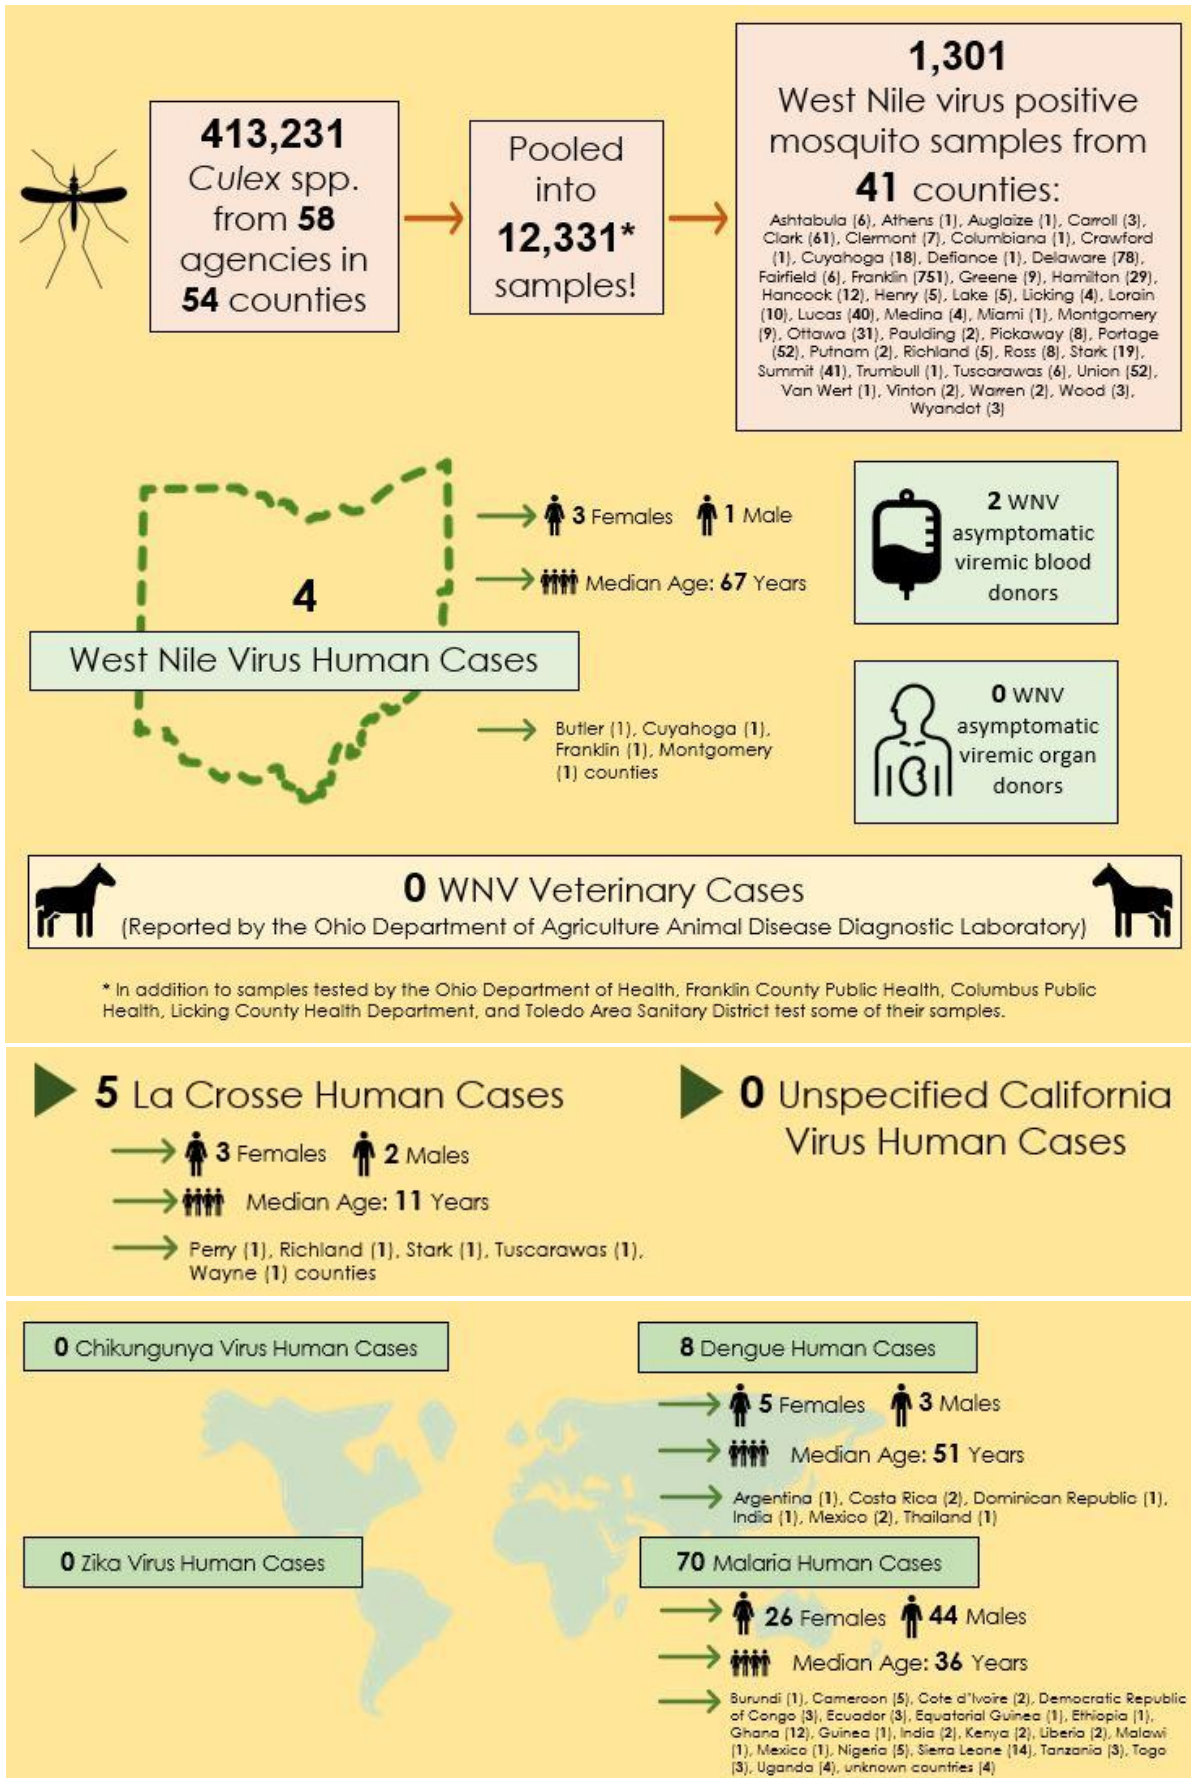 413,231
Culex spp.
from 58
agencies in
54 counties
Pooled
into
12,331*
samples!
1,301
West Nile virus positive
mosquito samples from
41 counties:
Ashtabula (6), Athens (1), Auglaize (1), Carroll (3),
Clark (61), Clermont (7), Columbiana (1), Crawford
(1), Cuyahoga (18), Defiance (1), Delaware (78),
Fairfield (6), Franklin (751), Greene (9), Hamilton (29),
Hancock (12), Henry (5), Lake (5), Licking (4), Lorain
(10), Lucas (40), Medina (4), Miami (1), Montgomery
(9), Ottawa (31), Paulding (2), Pickaway (8), Portage
(52), Putnam (2), Richland (5), Ross (8), Stark (19),
Summit (41), Trumbull (1), Tuscarawas (6), Union (52),
Van Wert (1), Vinton (2), Warren (2), Wood (3),
Wyandot (3)
4
West Nile Virus Human Cases
3 Females 1 Male
Median Age: 67 Years
Butler (1), Cuyahoga (1),
Franklin (1), Montgomery
(1) counties
2 WNV
asymptomatic
viremic blood
donors
0 WNV
asymptomatic
viremic organ
donors
0 WNV Veterinary Cases
(Reported by the Ohio Department of Agriculture Animal Disease Diagnostic Laboratory)
* In addition to samples tested by the Ohio Department of Health, Franklin County Public Health, Columbus Public
Health, Licking County Health Department, and Toledo Area Sanitary District test some of their samples.
5 La Crosse Human Cases
3 Females 2 Males
Median Age: 11 Years
Perry (1), Richland (1), Stark (1), Tuscarawas (1),
Wayne (1) counties
0 Unspecified California
Virus Human Cases
0 Chikungunya Virus Human Cases
0 Zika Virus Human Cases
8 Dengue Human Cases
5 Females 3 Males
Median Age: 51 Years
Argentina (1), Costa Rica (2), Dominican Republic (1),
India (1), Mexico (2), Thailand (1)
70 Malaria Human Cases
26 Females 44 Males
Median Age: 36 Years
Burundi (1), Cameroon (5), Cote d'Ivoire (2), Democratic Republic
of Congo (3), Ecuador (3), Equatorial Guinea (1), Ethiopia (1),
Ghana (12), Guinea (1), India (2), Kenya (2), Liberia (2), Malawi
(1), Mexico (1), Nigeria (5), Sierra Leone (14), Tanzania (3), Togo
(3), Uganda (4), unknown countries (4)